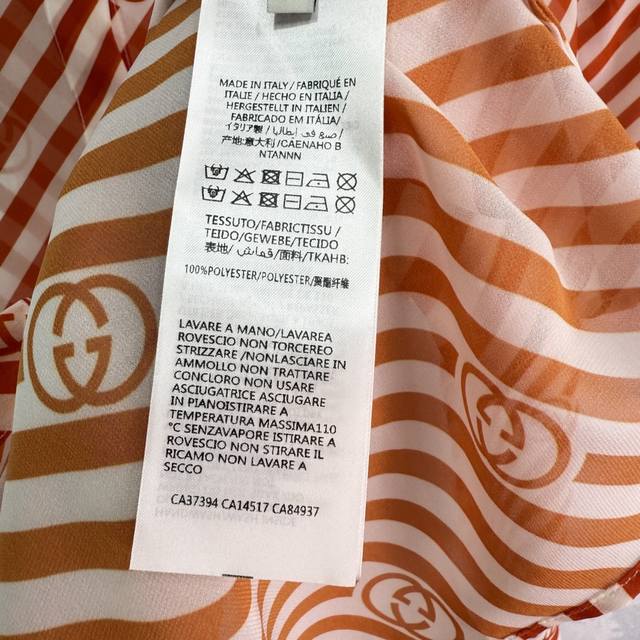 MADE IN ITALY / FABRIQUÉ EN
ITALIE / HECHO EN ITALIA /
HERGESTELLT IN ITALIEN /
FABRICADO EM ITÁLIA/
イタリア製 / صنع في إيطاليا /
产地:意大利/CAENAHO B
NTANNN
TESSUTO/FABRICTISSU /
TEIDO/GEWEBE/TECIDO
表地/ قماش /面料/TKAHB:
100%POLYESTER/POLYESTER/聚酯纤维
LAVARE A MANO/LAVAREA
ROVESCIO NON TORCEREO
STRIZZARE /NONLASCIARE IN
AMMOLLO NON TRATTARE
CONCLORO NON USARE
ASCIUGATRICE ASCIUGARE
IN PIANOISTIRARE A
TEMPERATURA MASSIMA110
°C SENZAVAPORE ISTIRARE A
ROVESCIO NON STIRARE IL
RICAMO NON LAVARE A
SECCO
CA37394 CA14517 CA84937